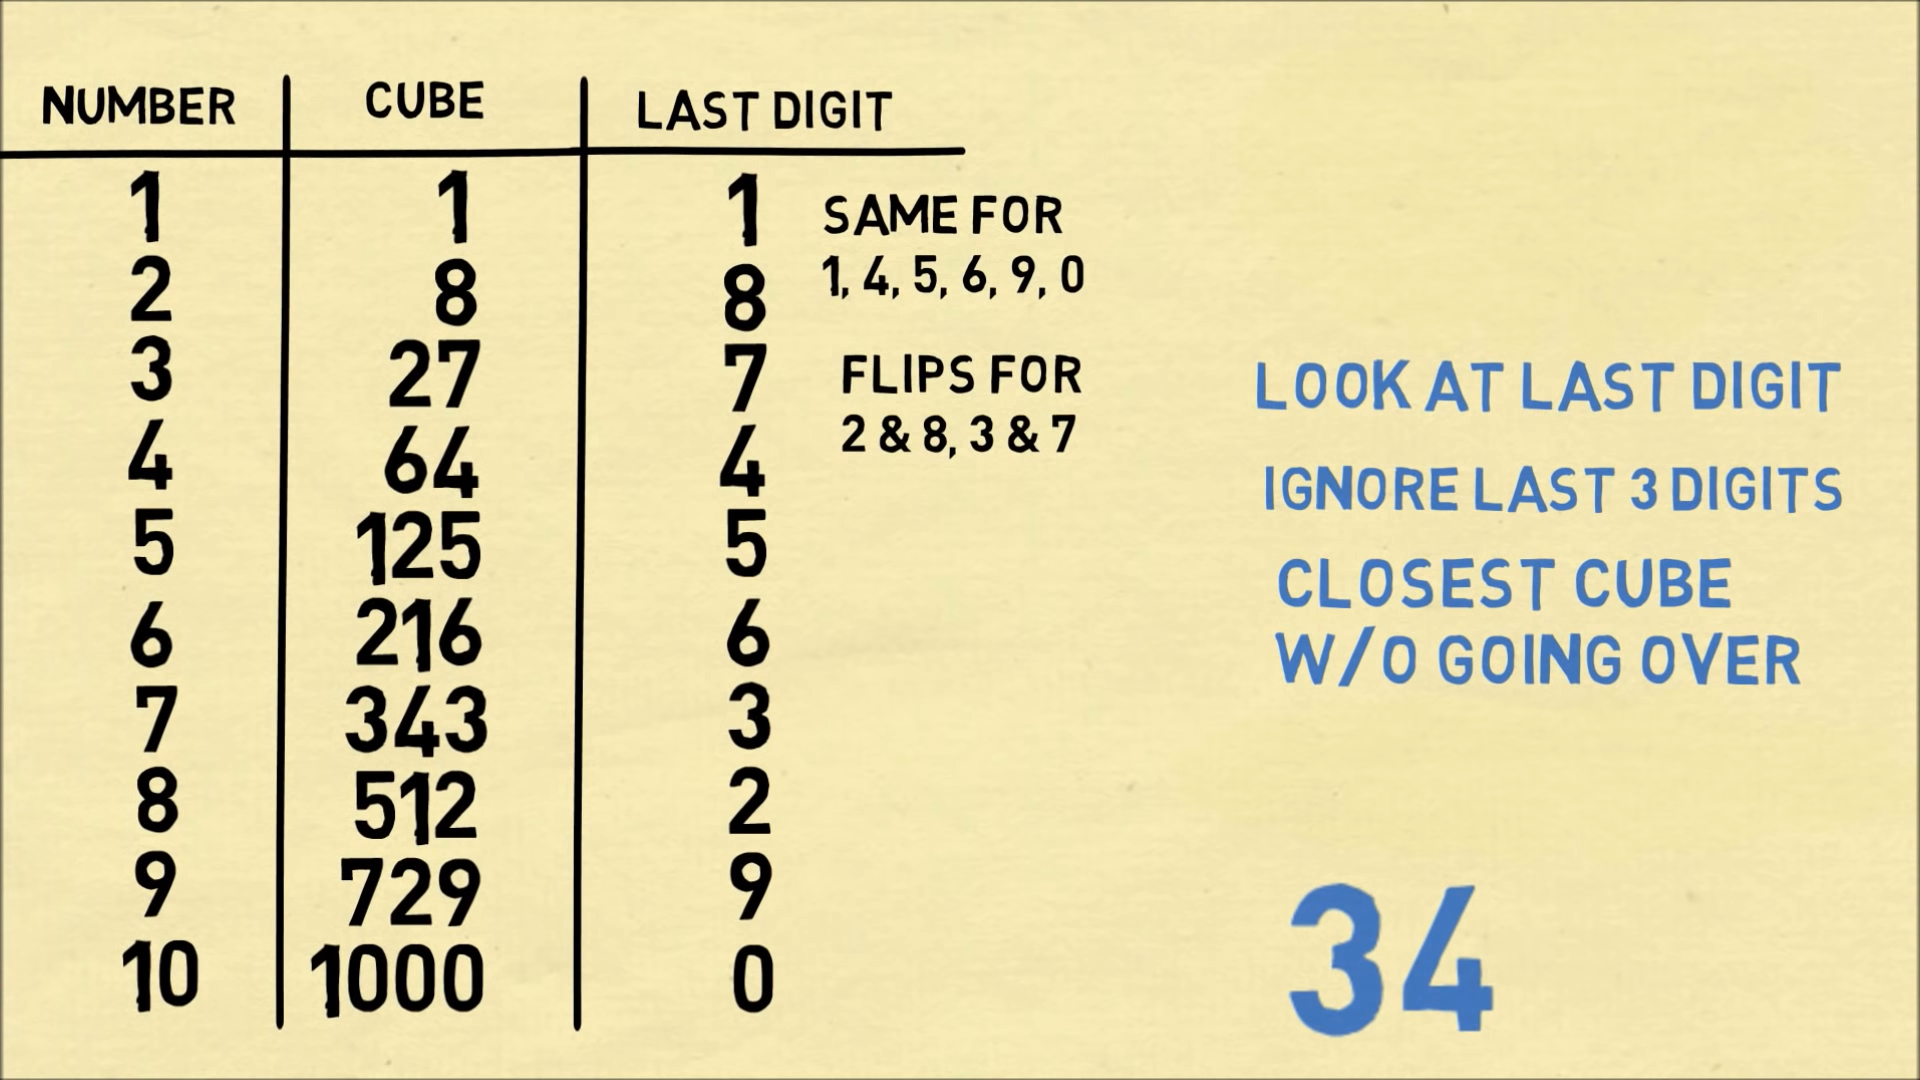 NUMBER CUBE LAST DIGIT
1 1 1
2 8 8
3 27 7
4 64 4
5 125 5
6 216 6
7 343 3
8 512 2
9 729 9
10 1000 0
SAME FOR
1, 4, 5, 6, 9, 0
FLIPS FOR
2 & 8, 3 & 7
LOOK AT LAST DIGIT
IGNORE LAST 3 DIGITS
CLOSEST CUBE
W/O GOING OVER
34